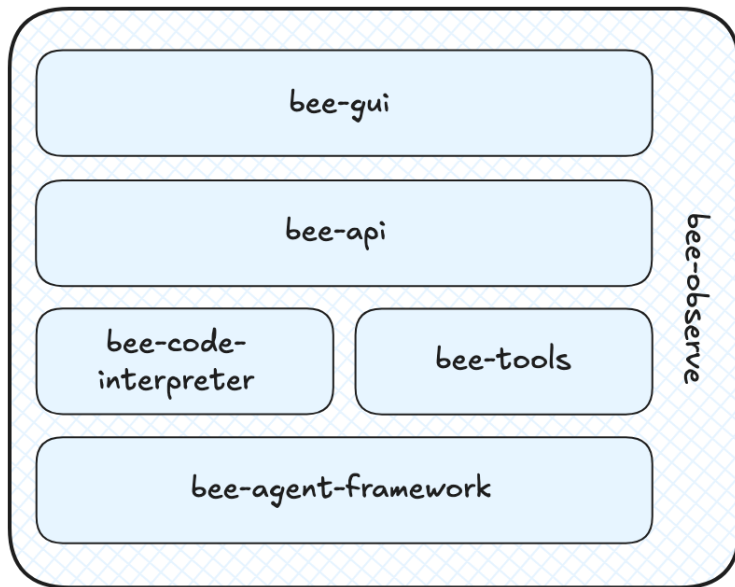 bee-gui
bee-api
bee-code-
interpreter
bee-tools
bee-agent-framework
bee-observe